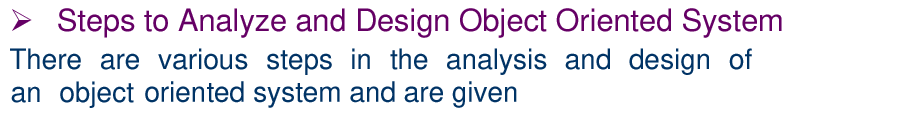 ➢ Steps to Analyze and Design Object Oriented System
There are various steps in the analysis and design of
an object oriented system and are given